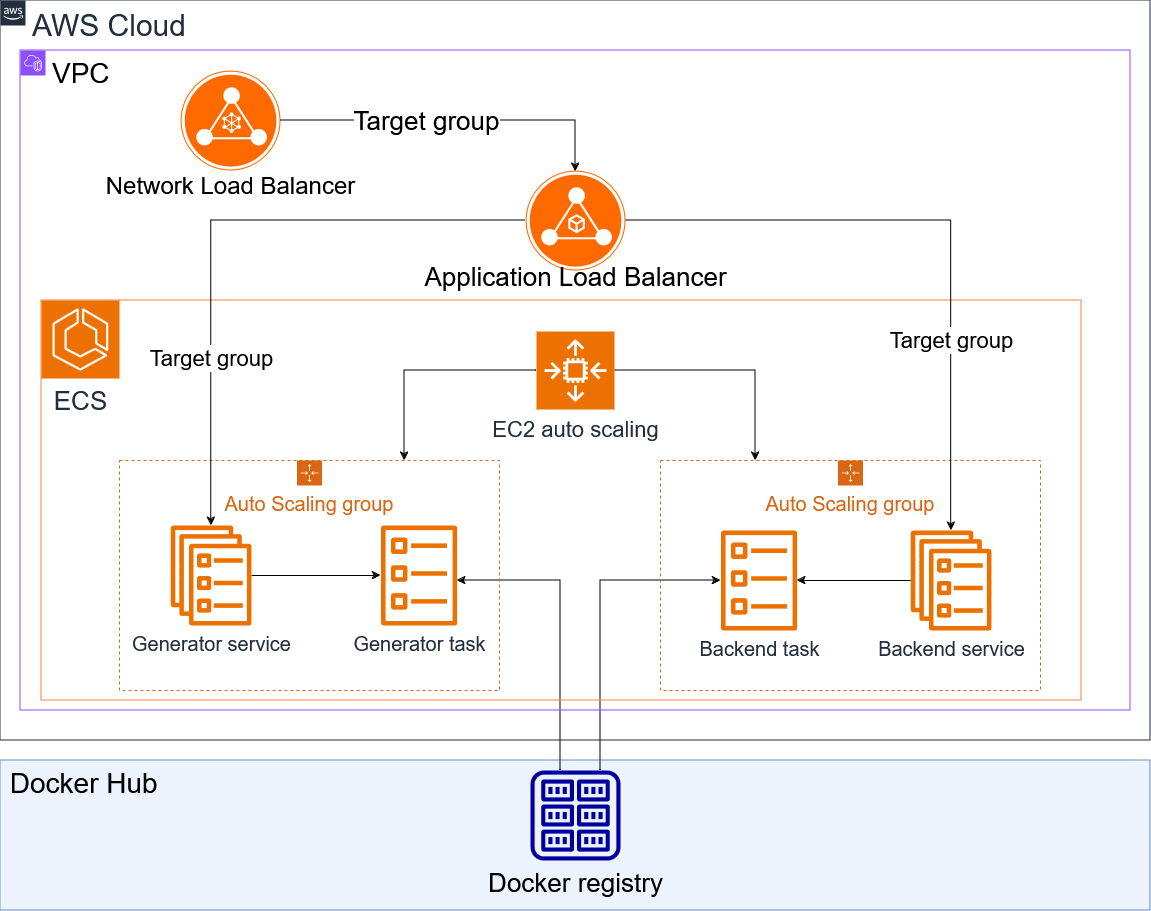 aws
AWS Cloud
VPC
Target group
Network Load Balancer
Application Load Balancer
Target group
Target group
ECS
EC2 auto scaling
Auto Scaling group
Auto Scaling group
Generator service
Generator task
Backend task
Backend service
Docker Hub
Docker registry